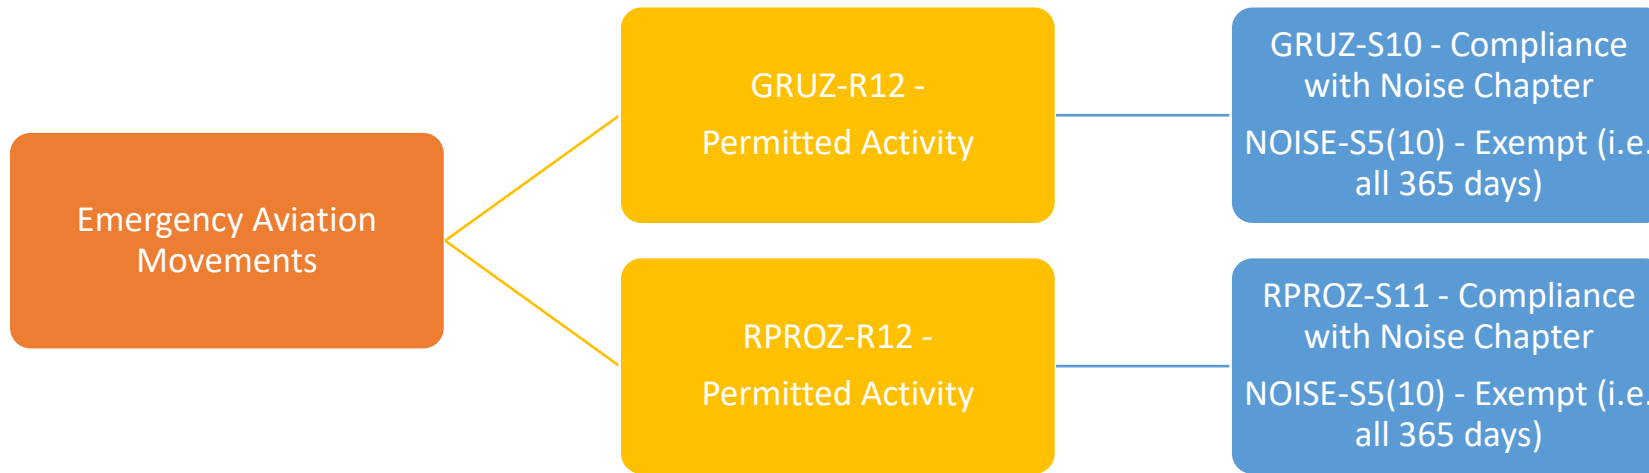 Emergency Aviation
Movements
GRUZ-R12 -
Permitted Activity
GRUZ-S10 - Compliance
with Noise Chapter
NOISE-S5(10) - Exempt (i.e.
all 365 days)
RPROZ-R12 -
Permitted Activity
RPROZ-S11 - Compliance
with Noise Chapter
NOISE-S5(10) - Exempt (i.e.
all 365 days)